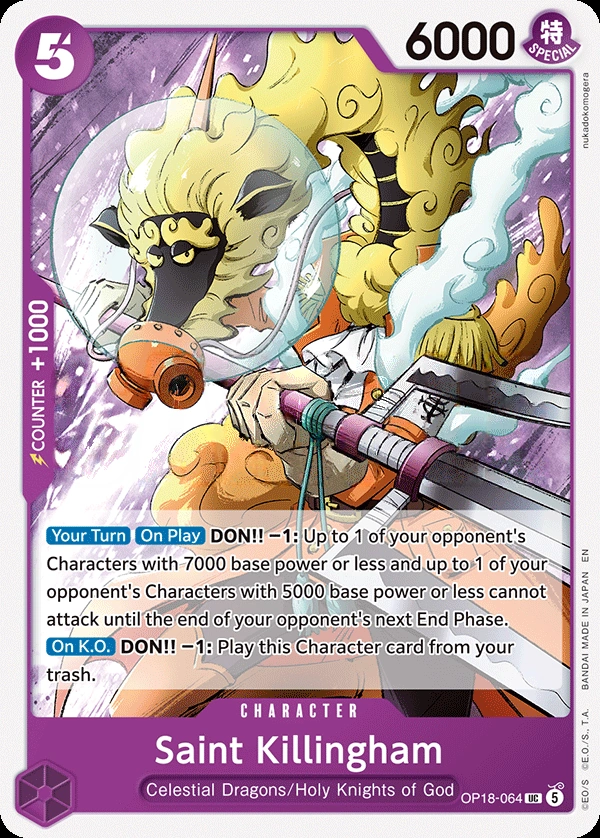 5
6000
特
SPECIAL
nukadokomogera
COUNTER +1000
Your Turn On Play DON!! −1: Up to 1 of your opponent's
Characters with 7000 base power or less and up to 1 of your
opponent's Characters with 5000 base power or less cannot
attack until the end of your opponent's next End Phase.
On K.O. DON!! −1: Play this Character card from your
trash.
CHARACTER
Saint Killingham
Celestial Dragons/Holy Knights of God
OP18-064 UC 5
©EO/S ©E.O./S., T.A. BANDAI MADE IN JAPAN EN